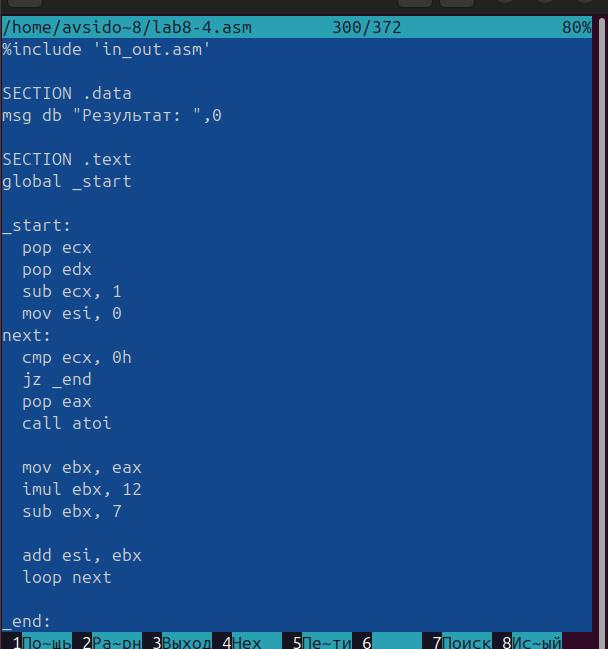 /home/avsido~8/lab8-4.asm 300/372 80%
%include 'in_out.asm'
SECTION .data
msg db "Результат: ",0
SECTION .text
global _start
_start:
pop ecx
pop edx
sub ecx, 1
mov esi, 0
next:
cmp ecx, 0h
jz _end
pop eax
call atoi
mov ebx, eax
imul ebx, 12
sub ebx, 7
add esi, ebx
loop next
_end:
1По~щь 2Ра~рн 3Выход 4Hex 5Пе~ти 6 7Поиск 8Ис~ый